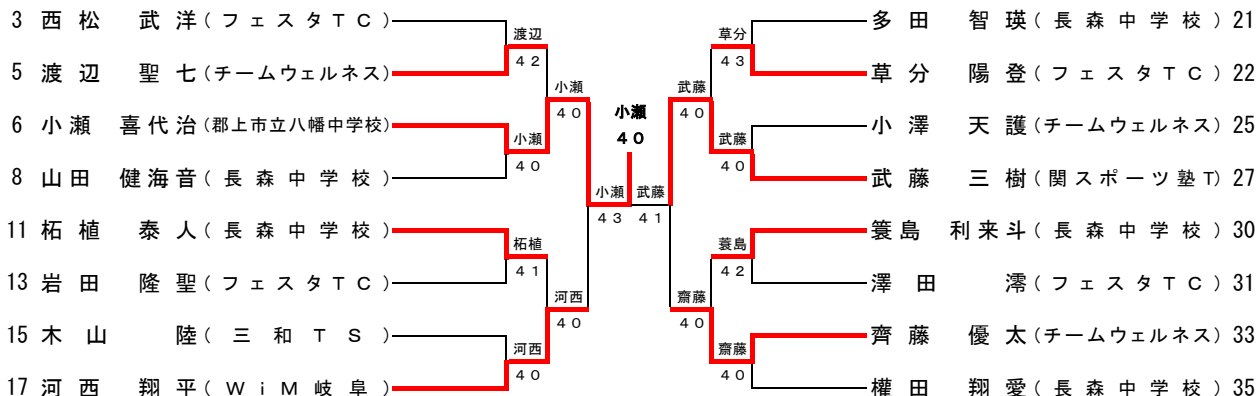 3 西松 武洋(フェスタTC)
5 渡辺 聖七(チームウェルネス)
6 小瀬 喜代治(郡上市立八幡中学校)
8 山田 健海音(長森中学校)
11 柘植 泰人(長森中学校)
13 岩田 隆聖(フェスタTC)
15 木山 陸(三和TS)
17 河西 翔平(WiM岐阜)
渡辺
42
小瀬
40
柘植
41
河西
40
小瀬
40
河西
40
小瀬
43
小瀬
40
武藤
41
武藤
40
齋藤
40
草分
43
武藤
40
蓑島
42
齋藤
40
多田 智瑛(長森中学校) 21
草分 陽登(フェスタTC) 22
小澤 天護(チームウェルネス) 25
武藤 三樹(関スポーツ塾T) 27
簑島 利来斗(長森中学校) 30
澤田 澪(フェスタTC) 31
齊藤 優太(チームウェルネス) 33
權田 翔愛(長森中学校) 35